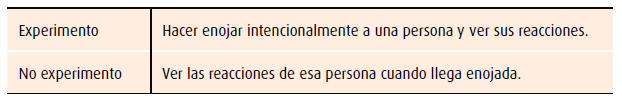 Experimento Hacer enojar intencionalmente a una persona y ver sus reacciones.
No experimento Ver las reacciones de esa persona cuando llega enojada.